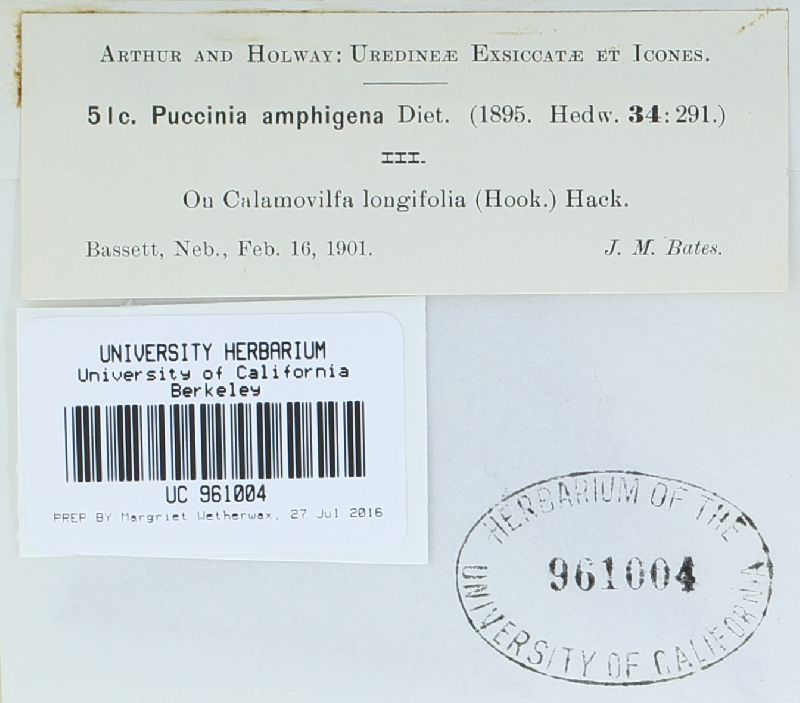 ARTHUR AND HOLWAY: UREDINEÆ EXSICCATÆ ET ICONES.
51c. Puccinia amphigena Diet. (1895. Hedw. 34:291.)
III.
On Calamovilfa longifolia (Hook.) Hack.
Bassett, Neb., Feb. 16, 1901. J. M. Bates.
UNIVERSITY HERBARIUM
University of California
Berkeley
UC 961004
PREP BY Margriet Wetherwax, 27 Jul 2016
HERBARIUM OF THE
961004
UNIVERSITY OF CALIFORNIA